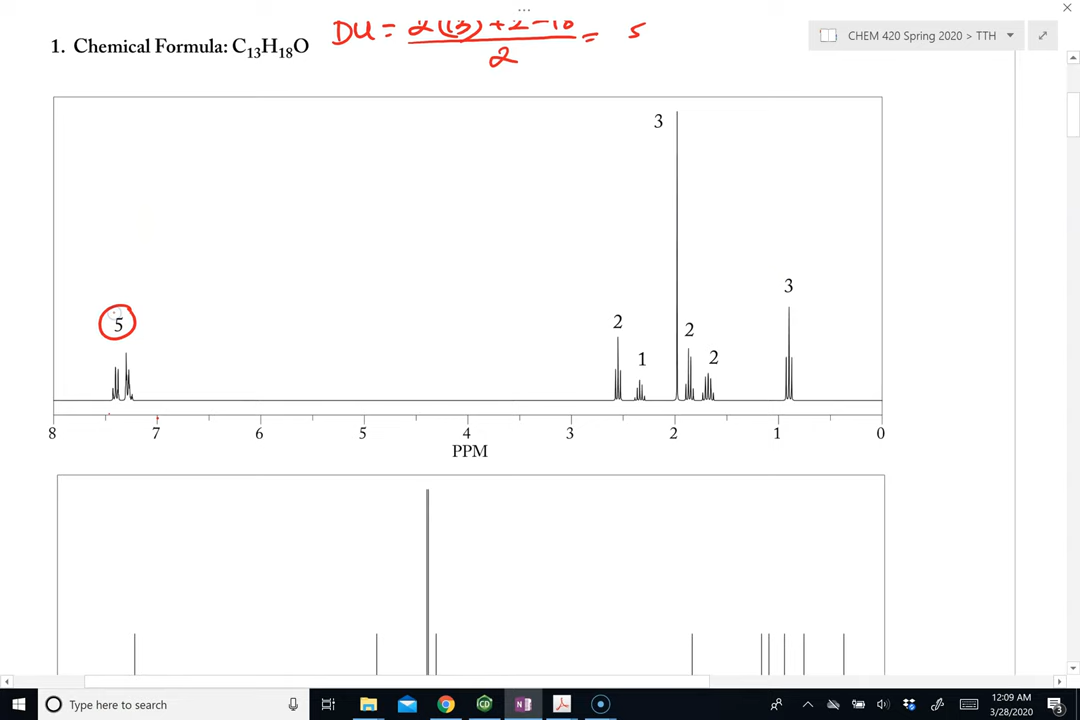 ...
DU = 2(13) + 2 - 18 = 5
2
1. Chemical Formula: C₁₃H₁₈O
CHEM 420 Spring 2020 > TTH
3
3
5
2
2
1
2
8 7 6 5 4 3 2 1 0
PPM
Type here to search
12:09 AM
3/28/2020
3